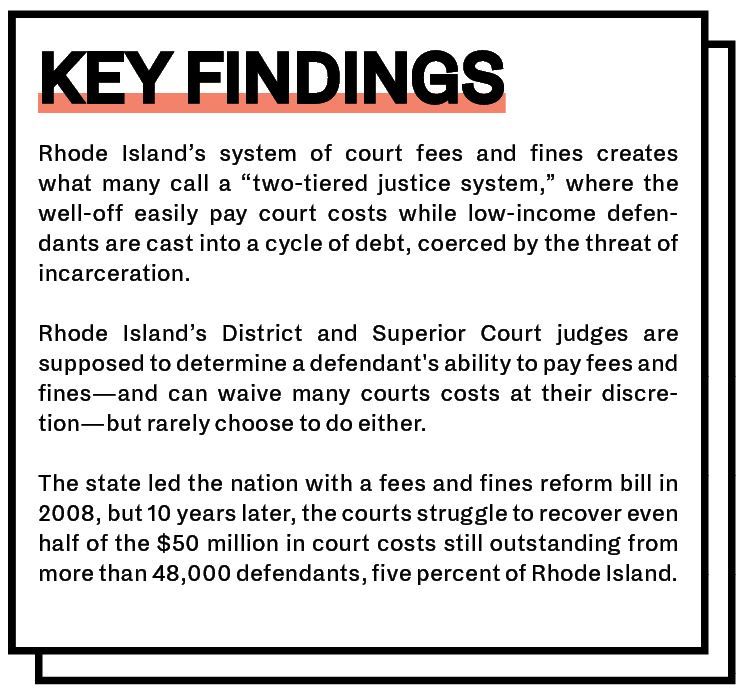 KEY FINDINGS
Rhode Island’s system of court fees and fines creates
what many call a “two-tiered justice system,” where the
well-off easily pay court costs while low-income defen-
dants are cast into a cycle of debt, coerced by the threat of
incarceration.
Rhode Island’s District and Superior Court judges are
supposed to determine a defendant's ability to pay fees and
fines—and can waive many courts costs at their discre-
tion—but rarely choose to do either.
The state led the nation with a fees and fines reform bill in
2008, but 10 years later, the courts struggle to recover even
half of the $50 million in court costs still outstanding from
more than 48,000 defendants, five percent of Rhode Island.